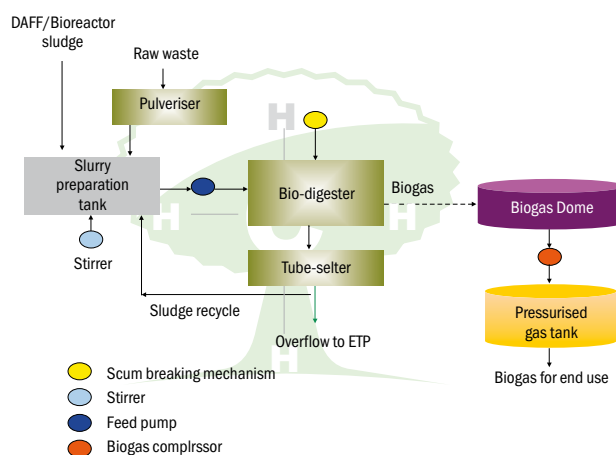 DAFF/Bioreactor
sludge
Raw waste
Pulveriser
H
Slurry
preparation
tank
Bio-digester
Biogas
Biogas Dome
H
H
C
Stirrer
Tube-selter
Sludge recycle
Pressurised
gas tank
Overflow to ETP
H
Biogas for end use
Scum breaking mechanism
Stirrer
Feed pump
Biogas complrssor